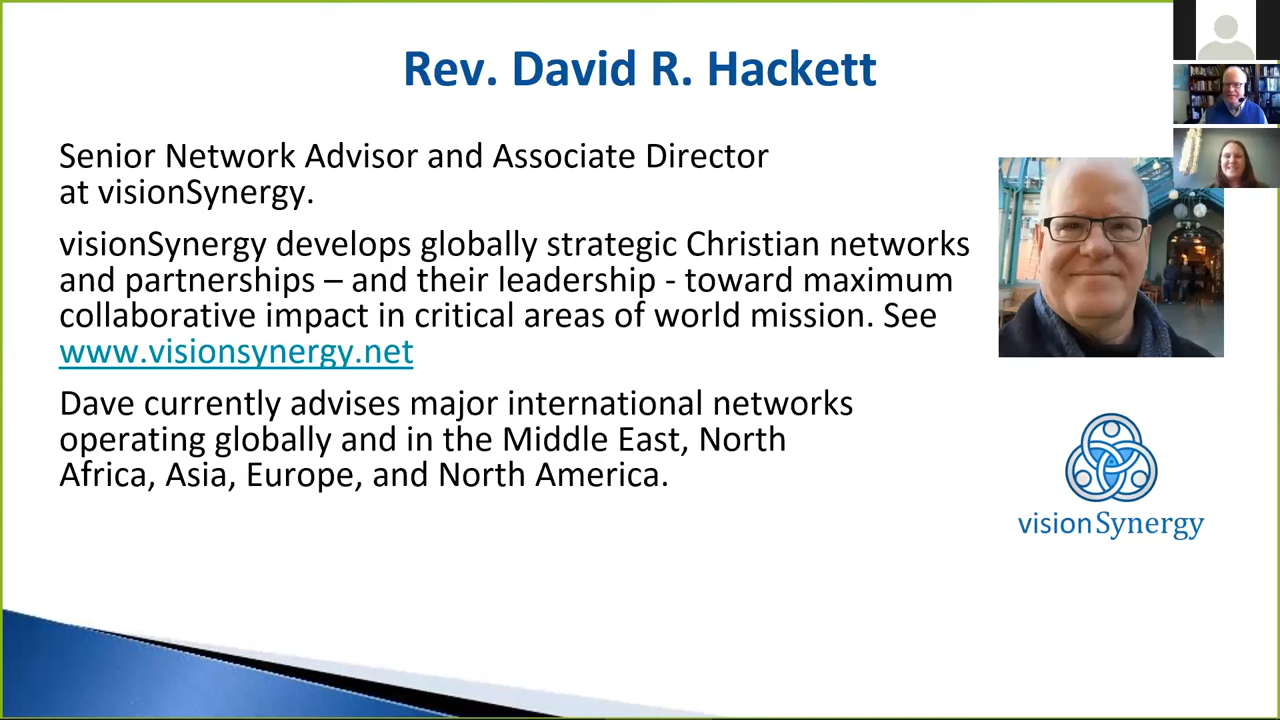 Rev. David R. Hackett
Senior Network Advisor and Associate Director
at visionSynergy.
visionSynergy develops globally strategic Christian networks
and partnerships – and their leadership - toward maximum
collaborative impact in critical areas of world mission. See
www.visionsynergy.net
Dave currently advises major international networks
operating globally and in the Middle East, North
Africa, Asia, Europe, and North America.
visionSynergy